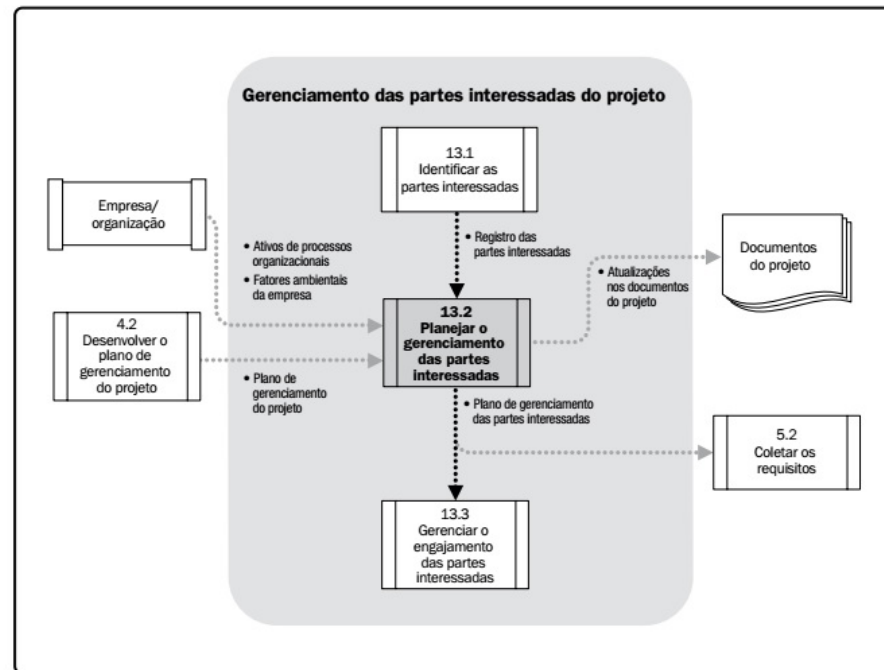 Gerenciamento das partes interessadas do projeto
13.1
Identificar as
partes interessadas
Empresa/
organização
• Ativos de processos
organizacionais
• Fatores ambientais
da empresa
• Registro das
partes interessadas
• Atualizações
nos documentos
do projeto
Documentos
do projeto
4.2
Desenvolver o
plano de
gerenciamento
do projeto
13.2
Planejar o
gerenciamento
das partes
interessadas
• Plano de
gerenciamento
do projeto
• Plano de gerenciamento
das partes interessadas
5.2
Coletar os
requisitos
13.3
Gerenciar o
engajamento
das partes
interessadas